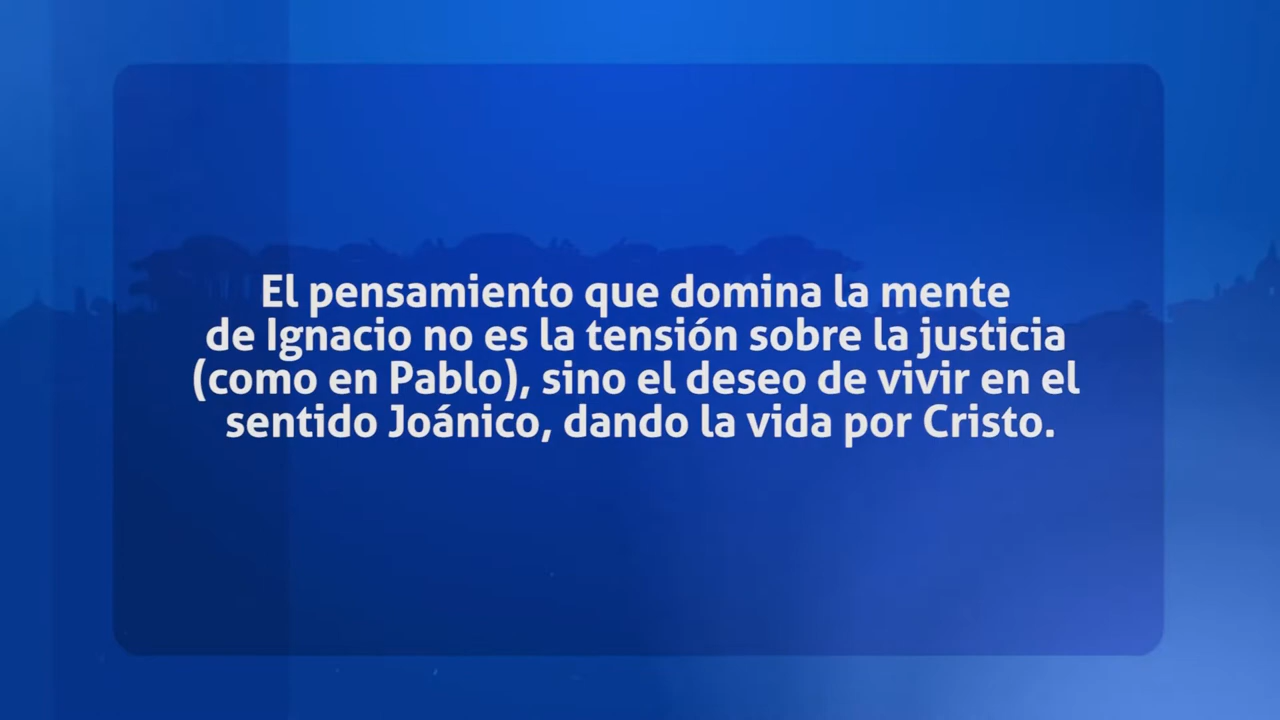 El pensamiento que domina la mente
de Ignacio no es la tensión sobre la justicia
(como en Pablo), sino el deseo de vivir en el
sentido Joánico, dando la vida por Cristo.